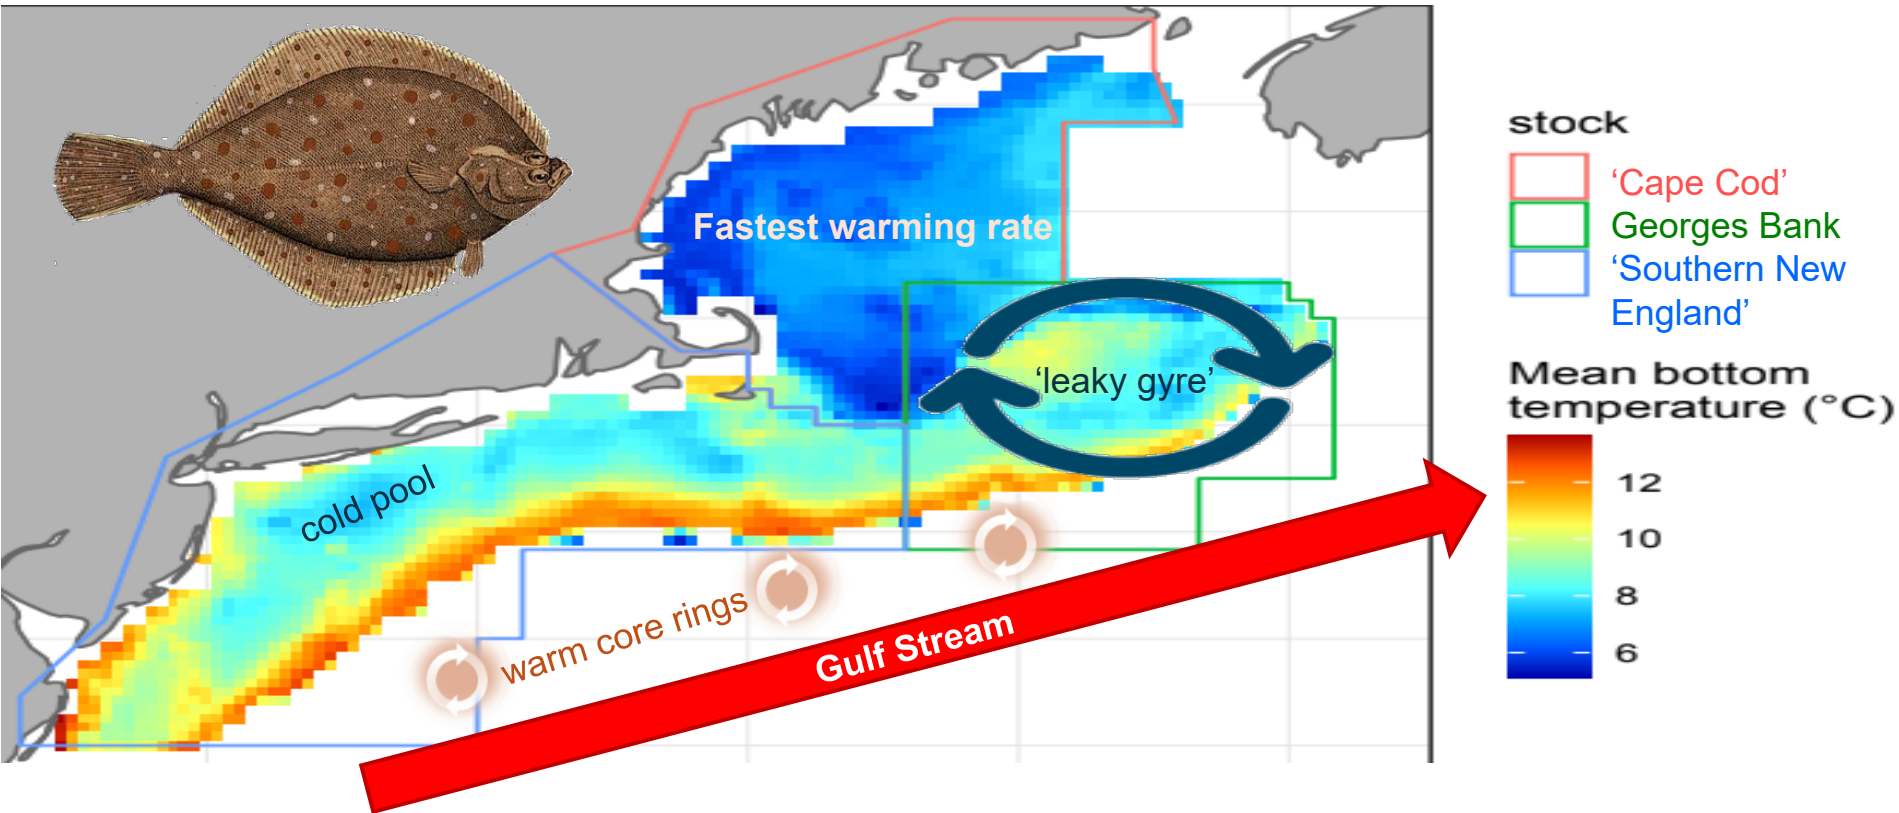 Fastest warming rate
'leaky gyre'
cold pool
warm core rings
Gulf Stream
stock
‘Cape Cod’
Georges Bank
‘Southern New
England’
Mean bottom
temperature (°C)
12
10
8
6